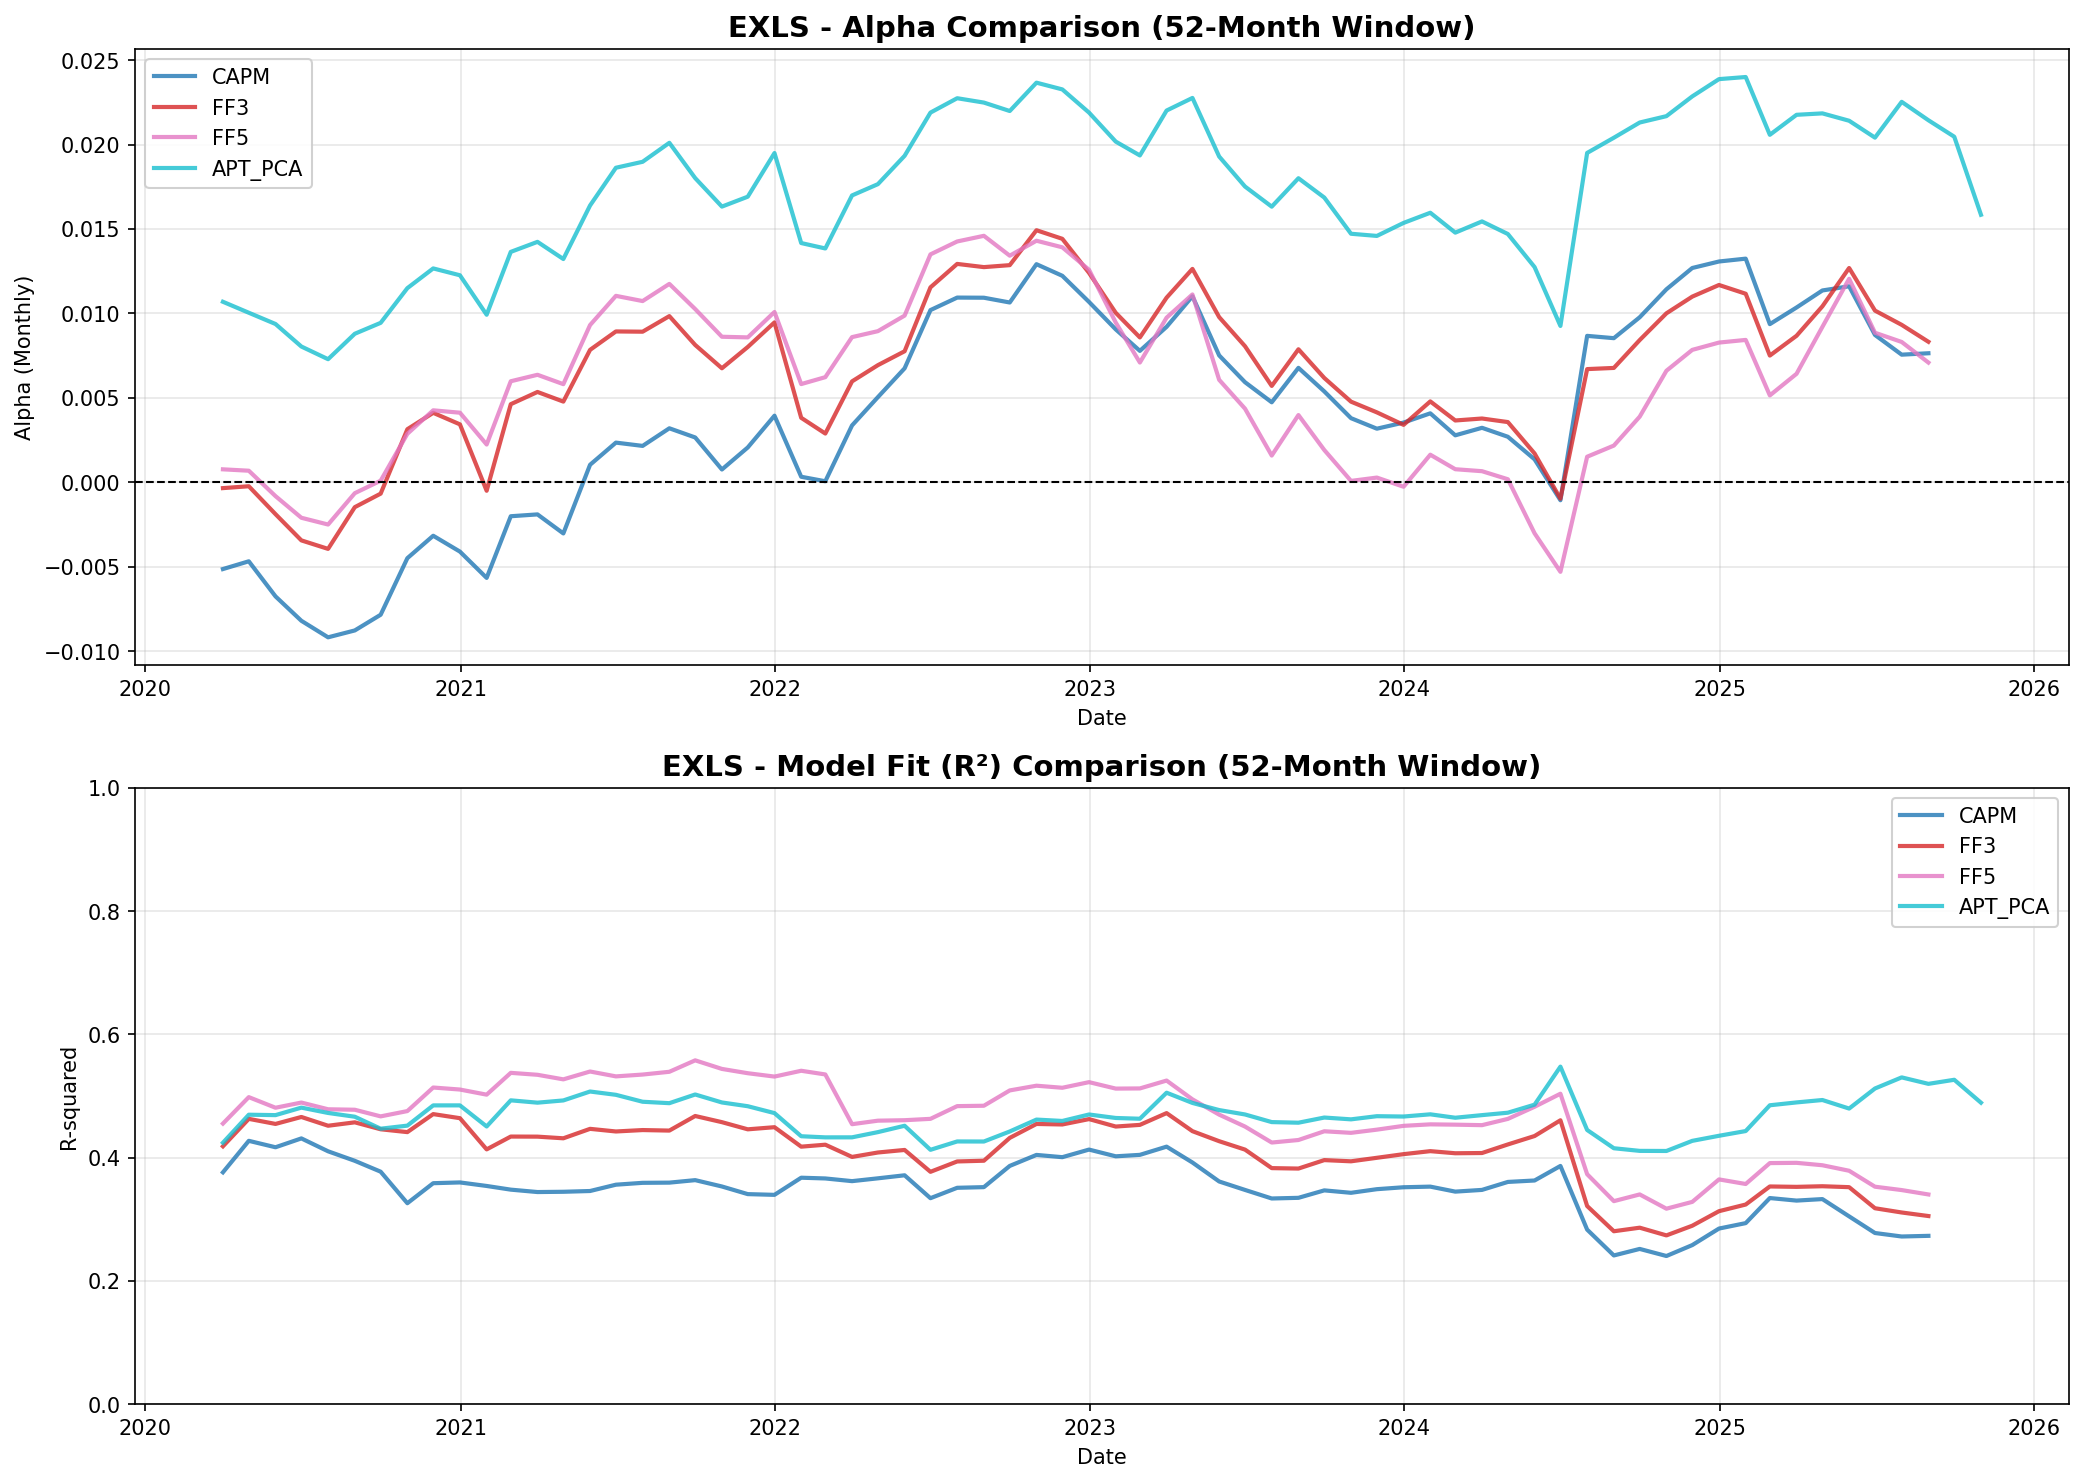 EXLS - Alpha Comparison (52-Month Window)
CAPM
FF3
FF5
APT_PCA
Alpha (Monthly)
0.025
0.020
0.015
0.010
0.005
0.000
−0.005
−0.010
2020 2021 2022 2023 2024 2025 2026
Date
EXLS - Model Fit (R²) Comparison (52-Month Window)
CAPM
FF3
FF5
APT_PCA
R-squared
1.0
0.8
0.6
0.4
0.2
0.0
2020 2021 2022 2023 2024 2025 2026
Date